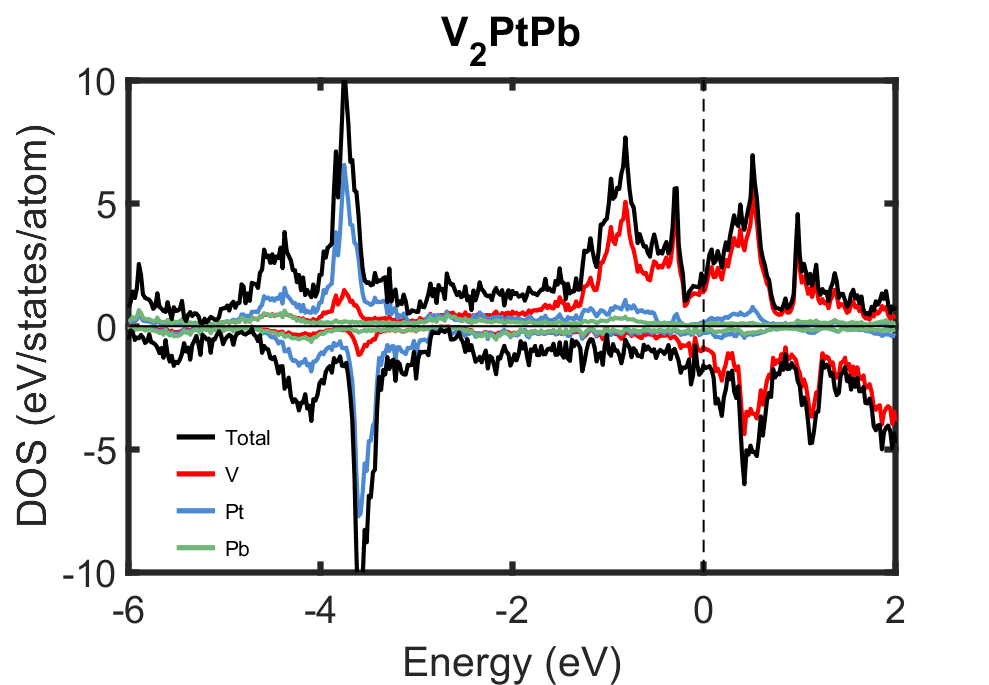 V2PtPb
10
5
0
-5
-10
DOS (eV/states/atom)
Total
V
Pt
Pb
-6 -4 -2 0 2
Energy (eV)